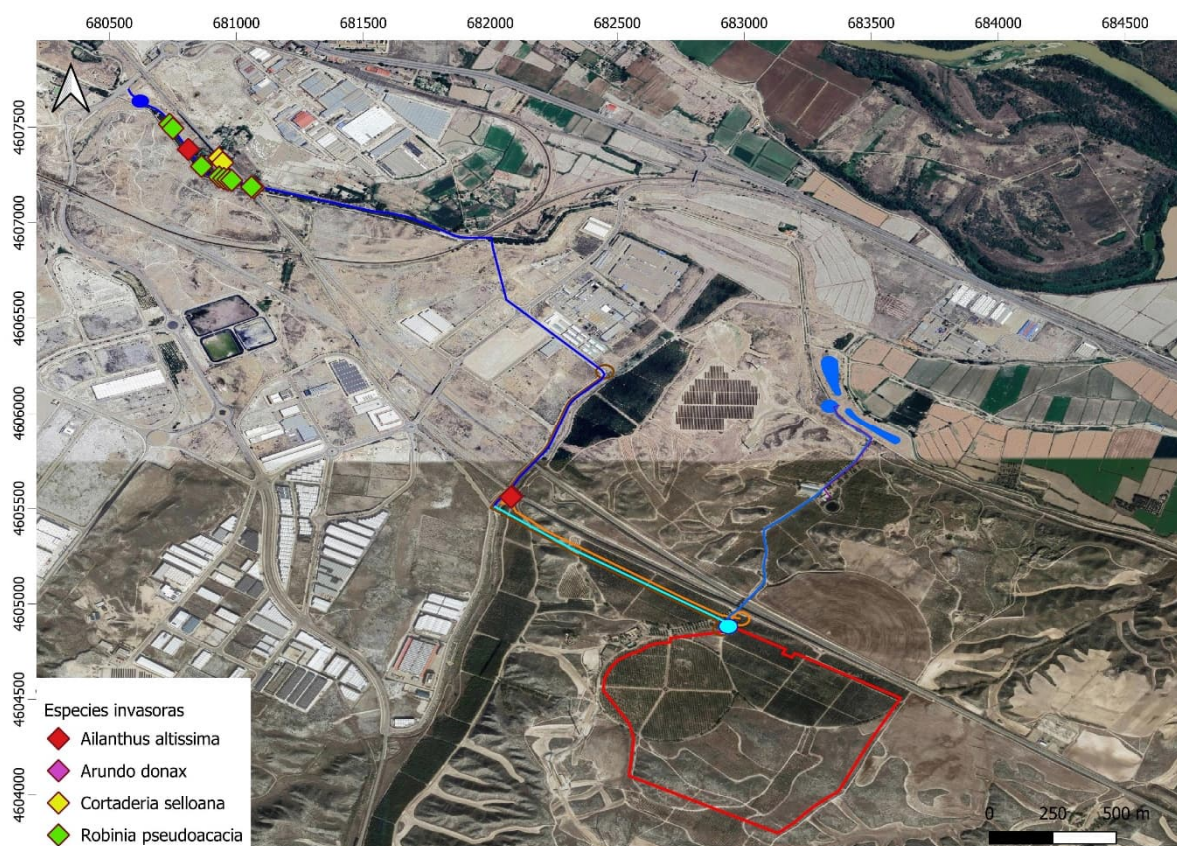 680500 681000 681500 682000 682500 683000 683500 684000 684500
4607500
4607000
4606500
4606000
4605500
4605000
4604500
4604000
Especies invasoras
Ailanthus altissima
Arundo donax
Cortaderia selloana
Robinia pseudoacacia
0 250 500 m